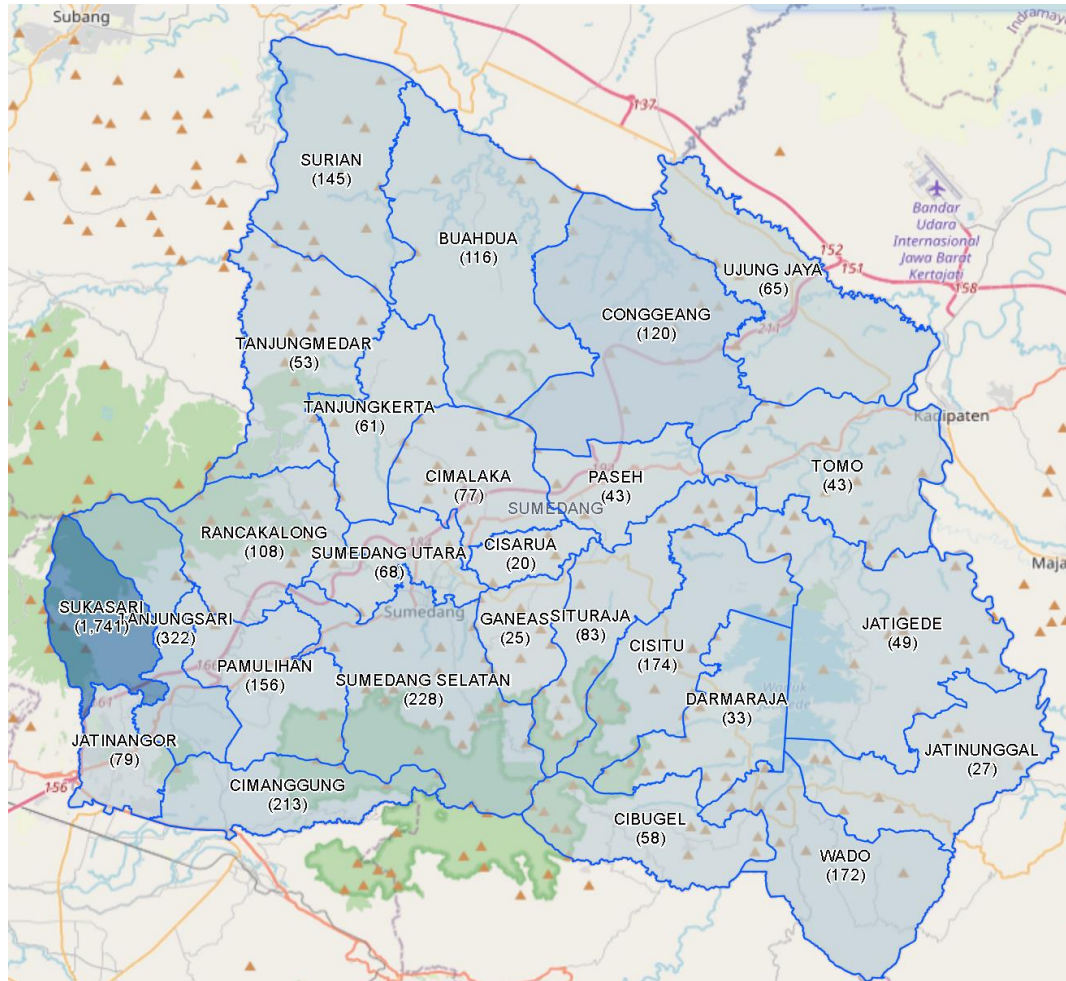 Subang
Indramayu
137
SURIAN
(145)
BUAHDUA
(116)
Bandar
Udara
Internasional
Jawa Barat
Kertajati
152
151
158
UJUNG JAYA
(65)
CONGGEANG
(120)
211
TANJUNGMEDAR
(53)
TANJUNGKERTA
(61)
Kadipaten
CIMALAKA
(77)
PASEH
(43)
TOMO
(43)
SUMEDANG
RANCAKALONG
(108)
SUMEDANG UTARA
(68)
CISARUA
(20)
Maja
SUKASARI
(1,741)
TANJUNGSARI
(322)
Sumedang
GANEAS
(25)
SITURAJA
(83)
JATIGEDE
(49)
PAMULIHAN
(156)
SUMEDANG SELATAN
(228)
CISITU
(174)
DARMARAJA
(33)
JATINANGOR
(79)
JATINUNGGAL
(27)
156
CIMANGGUNG
(213)
CIBUGEL
(58)
WADO
(172)